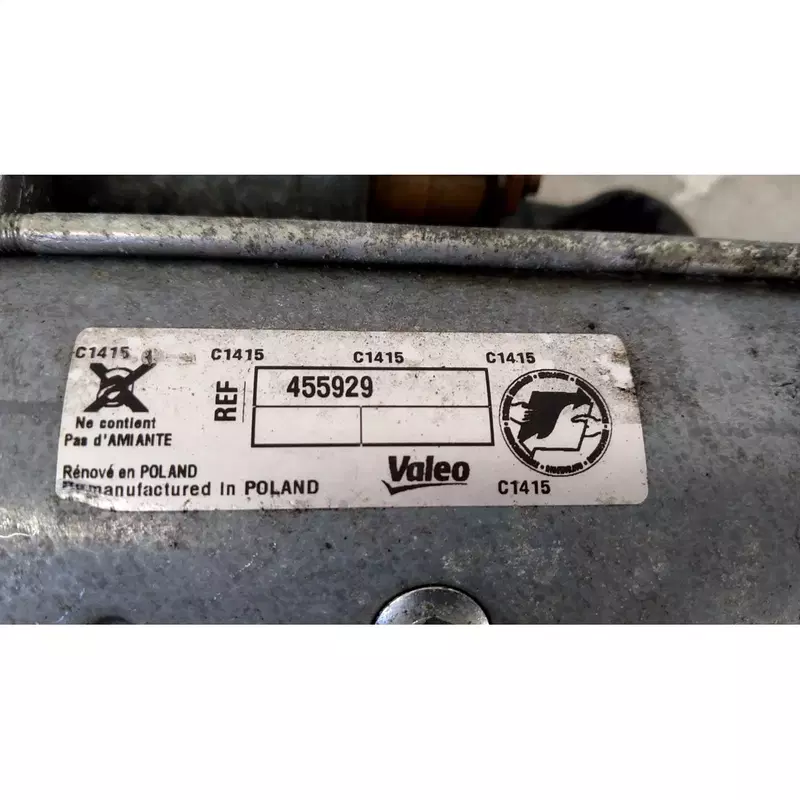 C1415 C1415 C1415 C1415
REF 455929
Ne contient
Pas d'AMIANTE
Rénové en POLAND
Remanufactured in POLAND
Valeo
C1415